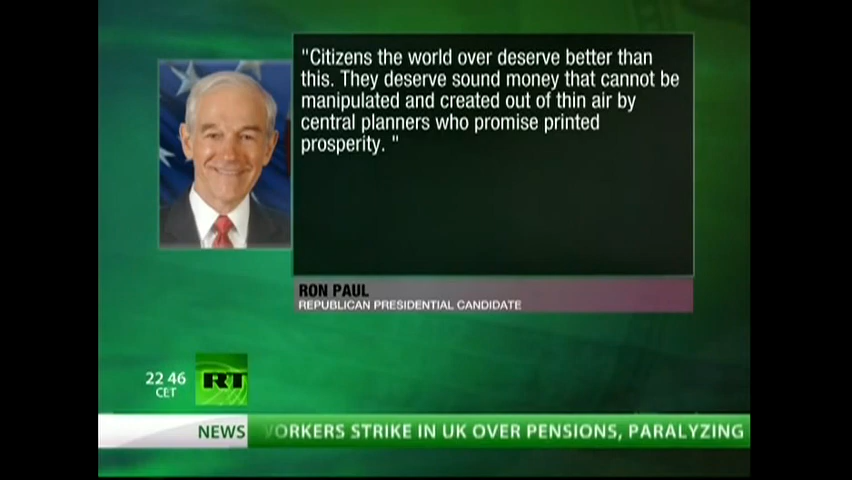 "Citizens the world over deserve better than
this. They deserve sound money that cannot be
manipulated and created out of thin air by
central planners who promise printed
prosperity. "
RON PAUL
REPUBLICAN PRESIDENTIAL CANDIDATE
22 46
CET
RT
NEWS
ORKERS STRIKE IN UK OVER PENSIONS, PARALYZING